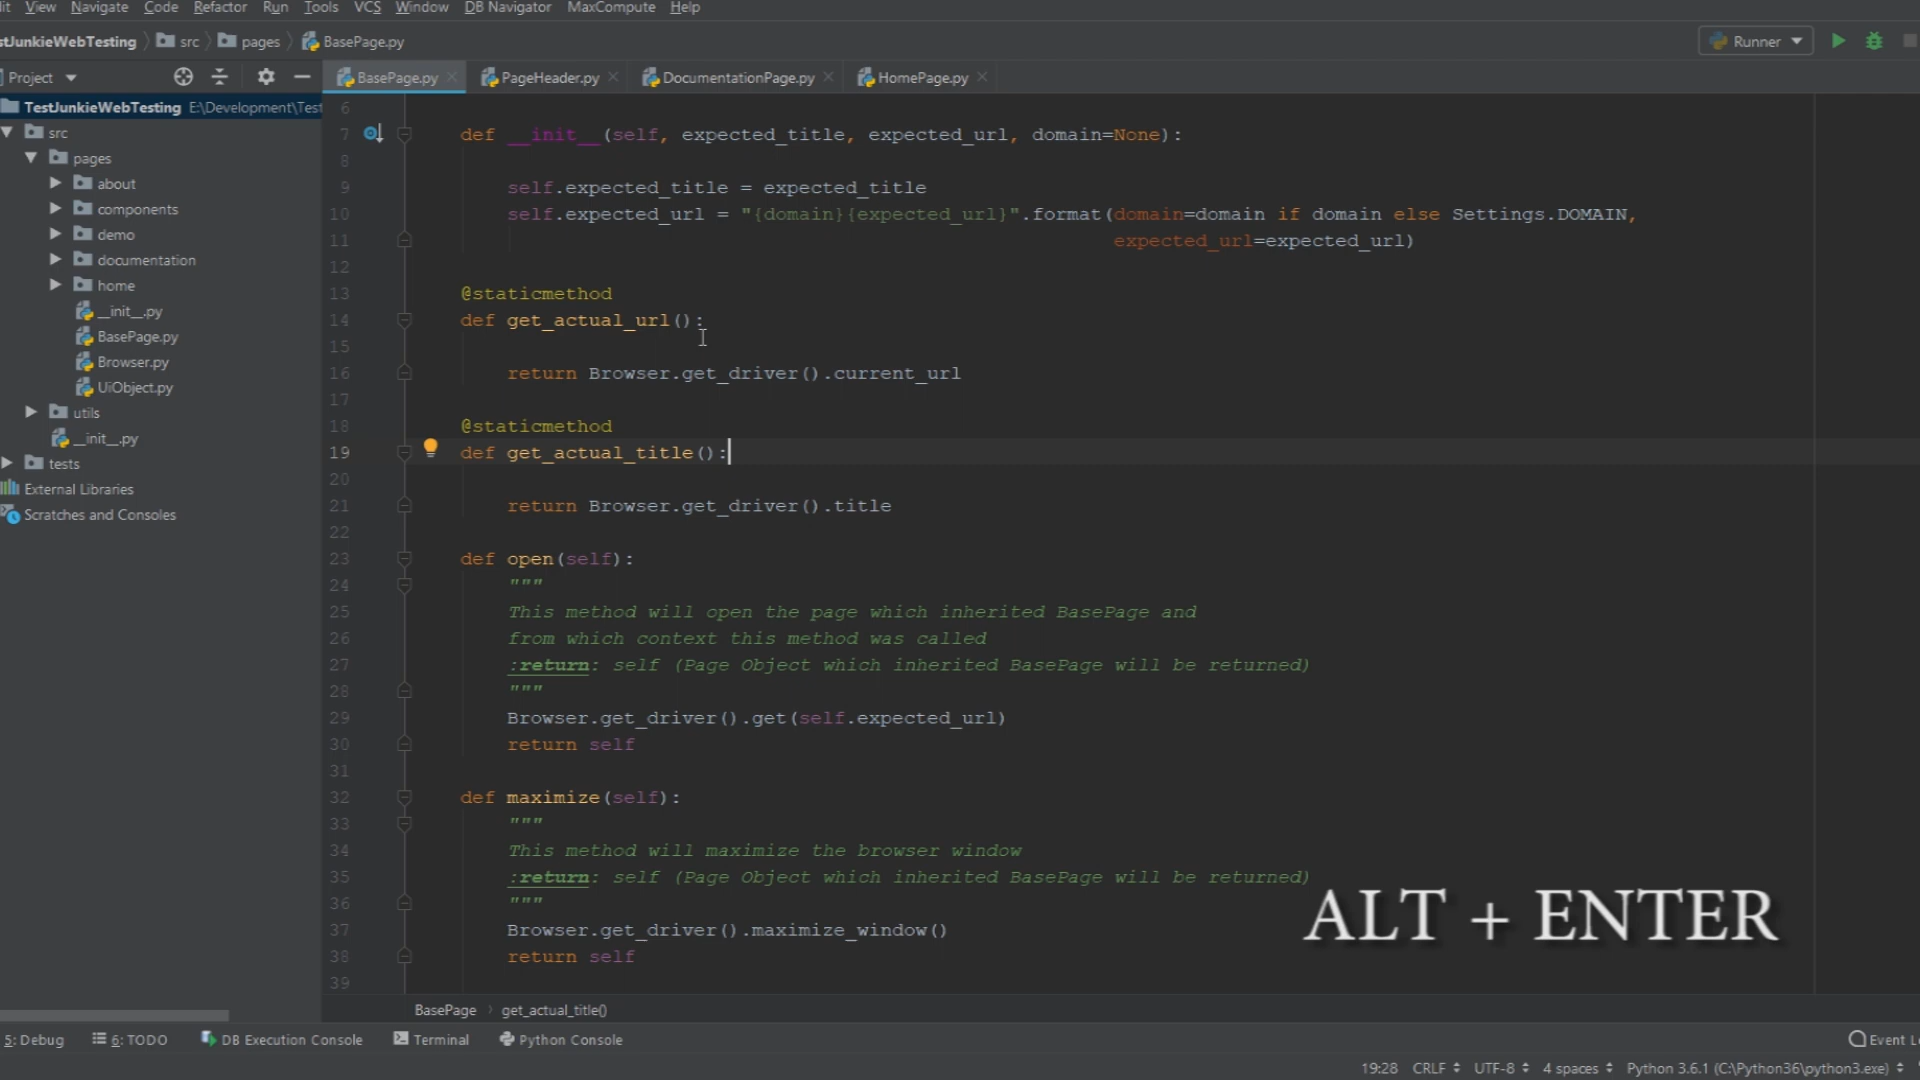 it View Navigate Code Refactor Run Tools VCS Window DB Navigator MaxCompute Help
stJunkieWebTesting src pages BasePage.py Runner
Project BasePage.py PageHeader.py DocumentationPage.py HomePage.py
TestJunkieWebTesting E:\Development\Test
src
pages
about
components
demo
documentation
home
__init__.py
BasePage.py
Browser.py
UiObject.py
utils
__init__.py
tests
External Libraries
Scratches and Consoles
6
7 def __init__(self, expected_title, expected_url, domain=None):
8
9 self.expected_title = expected_title
10 self.expected_url = "{domain}{expected_url}".format(domain=domain if domain else Settings.DOMAIN,
11 expected_url=expected_url)
12
13 @staticmethod
14 def get_actual_url():
15
16 return Browser.get_driver().current_url
17
18 @staticmethod
19 def get_actual_title():
20
21 return Browser.get_driver().title
22
23 def open(self):
24 """
25 This method will open the page which inherited BasePage and
26 from which context this method was called
27 :return: self (Page Object which inherited BasePage will be returned)
28 """
29 Browser.get_driver().get(self.expected_url)
30 return self
31
32 def maximize(self):
33 """
34 This method will maximize the browser window
35 :return: self (Page Object which inherited BasePage will be returned)
36 """
37 Browser.get_driver().maximize_window()
38 return self
39
ALT + ENTER
BasePage get_actual_title()
5: Debug 6: TODO DB Execution Console Terminal Python Console Event L
19:28 CRLF UTF-8 4 spaces Python 3.6.1 (C:\Python36\python3.exe)